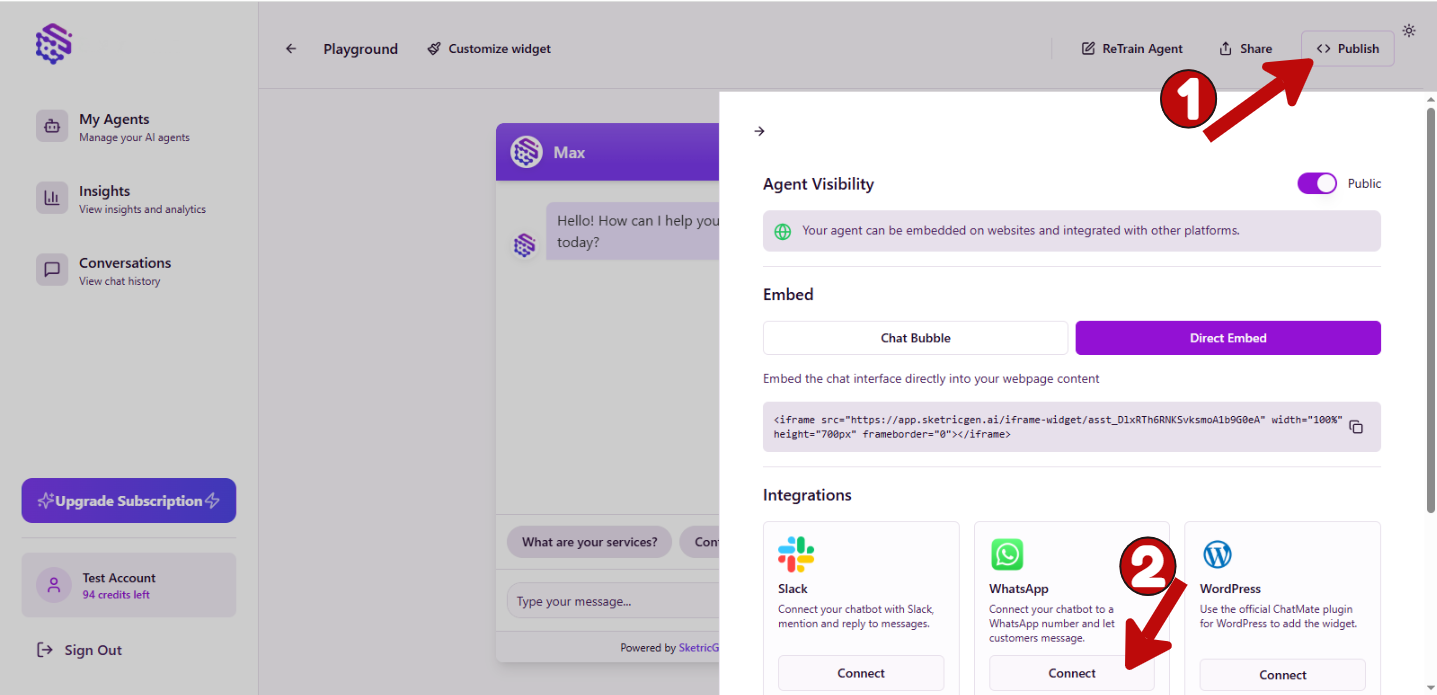 Playground
Customize widget
ReTrain Agent
Share
<> Publish
1
My Agents
Manage your AI agents
Insights
View insights and analytics
Conversations
View chat history
Upgrade Subscription
Test Account
94 credits left
Sign Out
Max
Hello! How can I help you
today?
What are your services?
Type your message...
Powered by SketricG
Agent Visibility
Public
Your agent can be embedded on websites and integrated with other platforms.
Embed
Chat Bubble
Direct Embed
Embed the chat interface directly into your webpage content
<iframe src="https://app.sketricgen.ai/iframe-widget/asst_DlxRTh6RNKSvksmoA1b9G0eA" width="100%"
height="700px" frameborder="0"></iframe>
Integrations
Slack
Connect your chatbot with Slack,
mention and reply to messages.
Connect
WhatsApp
Connect your chatbot to a
WhatsApp number and let
customers message.
Connect
2
WordPress
Use the official ChatMate plugin
for WordPress to add the widget.
Connect